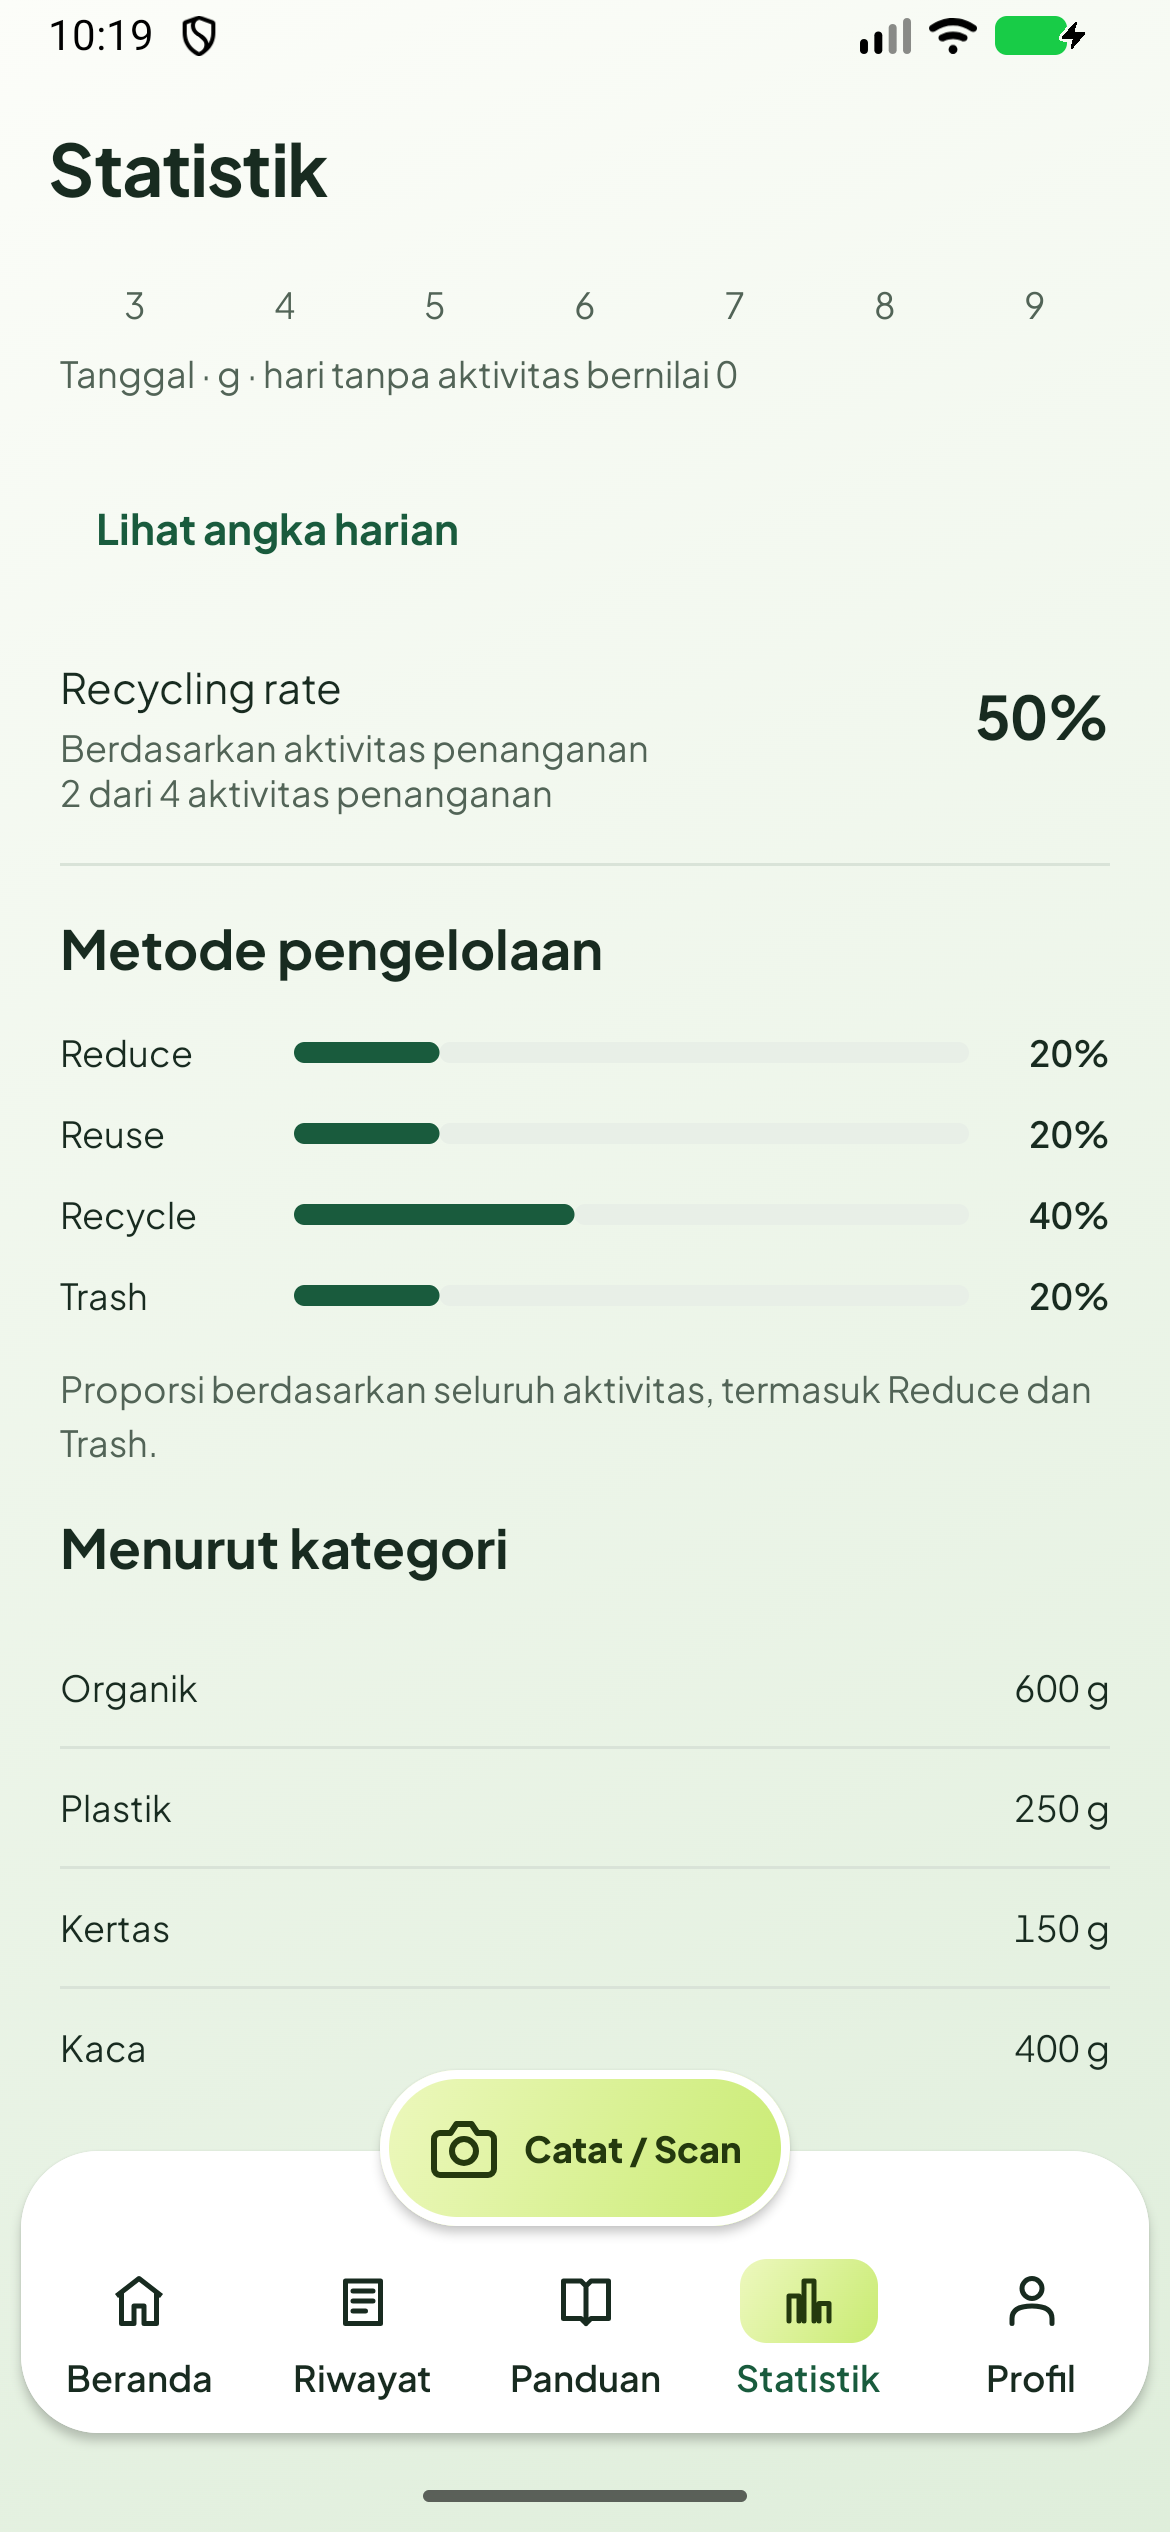 10:19
Statistik
3 4 5 6 7 8 9
Tanggal · g · hari tanpa aktivitas bernilai 0
Lihat angka harian
Recycling rate
50%
Berdasarkan aktivitas penanganan
2 dari 4 aktivitas penanganan
Metode pengelolaan
Reduce 20%
Reuse 20%
Recycle 40%
Trash 20%
Proporsi berdasarkan seluruh aktivitas, termasuk Reduce dan
Trash.
Menurut kategori
Organik 600 g
Plastik 250 g
Kertas 150 g
Kaca 400 g
Catat / Scan
Beranda Riwayat Panduan Statistik Profil